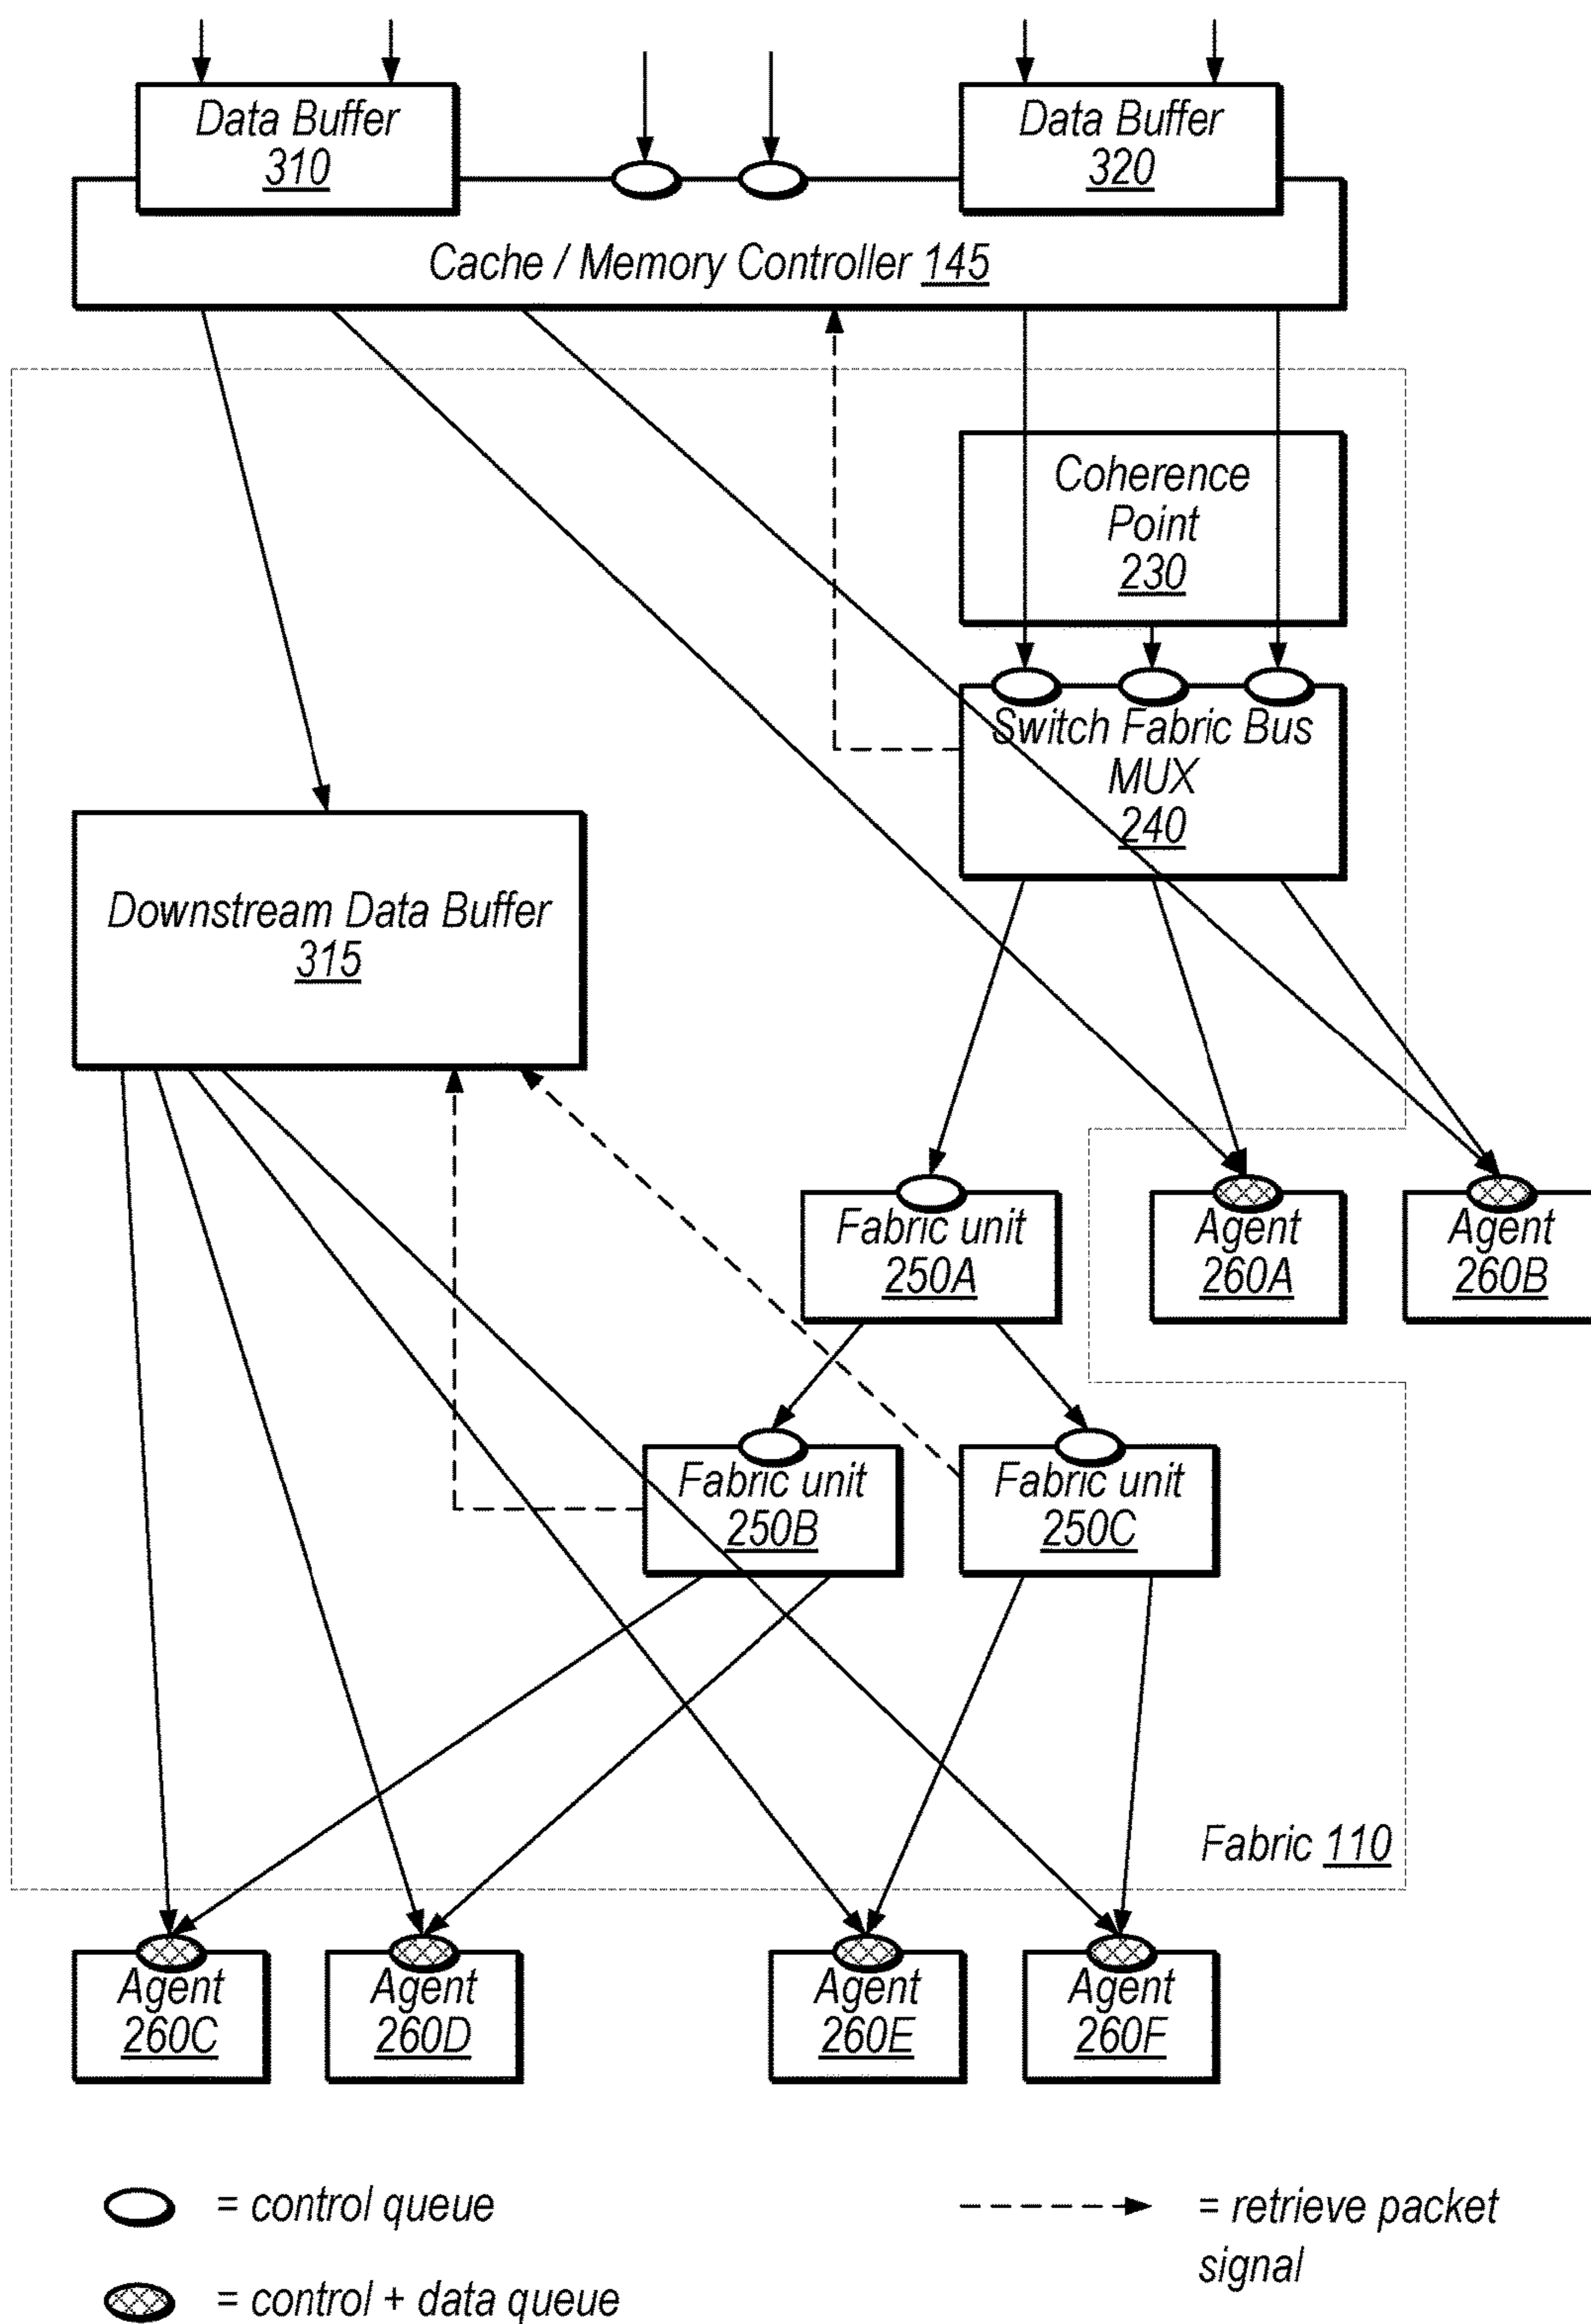 Data Buffer
310
Data Buffer
320
Cache / Memory Controller 145
Coherence
Point
230
Switch Fabric Bus
MUX
240
Downstream Data Buffer
315
Fabric unit
250A
Agent
260A
Agent
260B
Fabric unit
250B
Fabric unit
250C
Fabric 110
Agent
260C
Agent
260D
Agent
260E
Agent
260F
= control queue
= retrieve packet
signal
= control + data queue